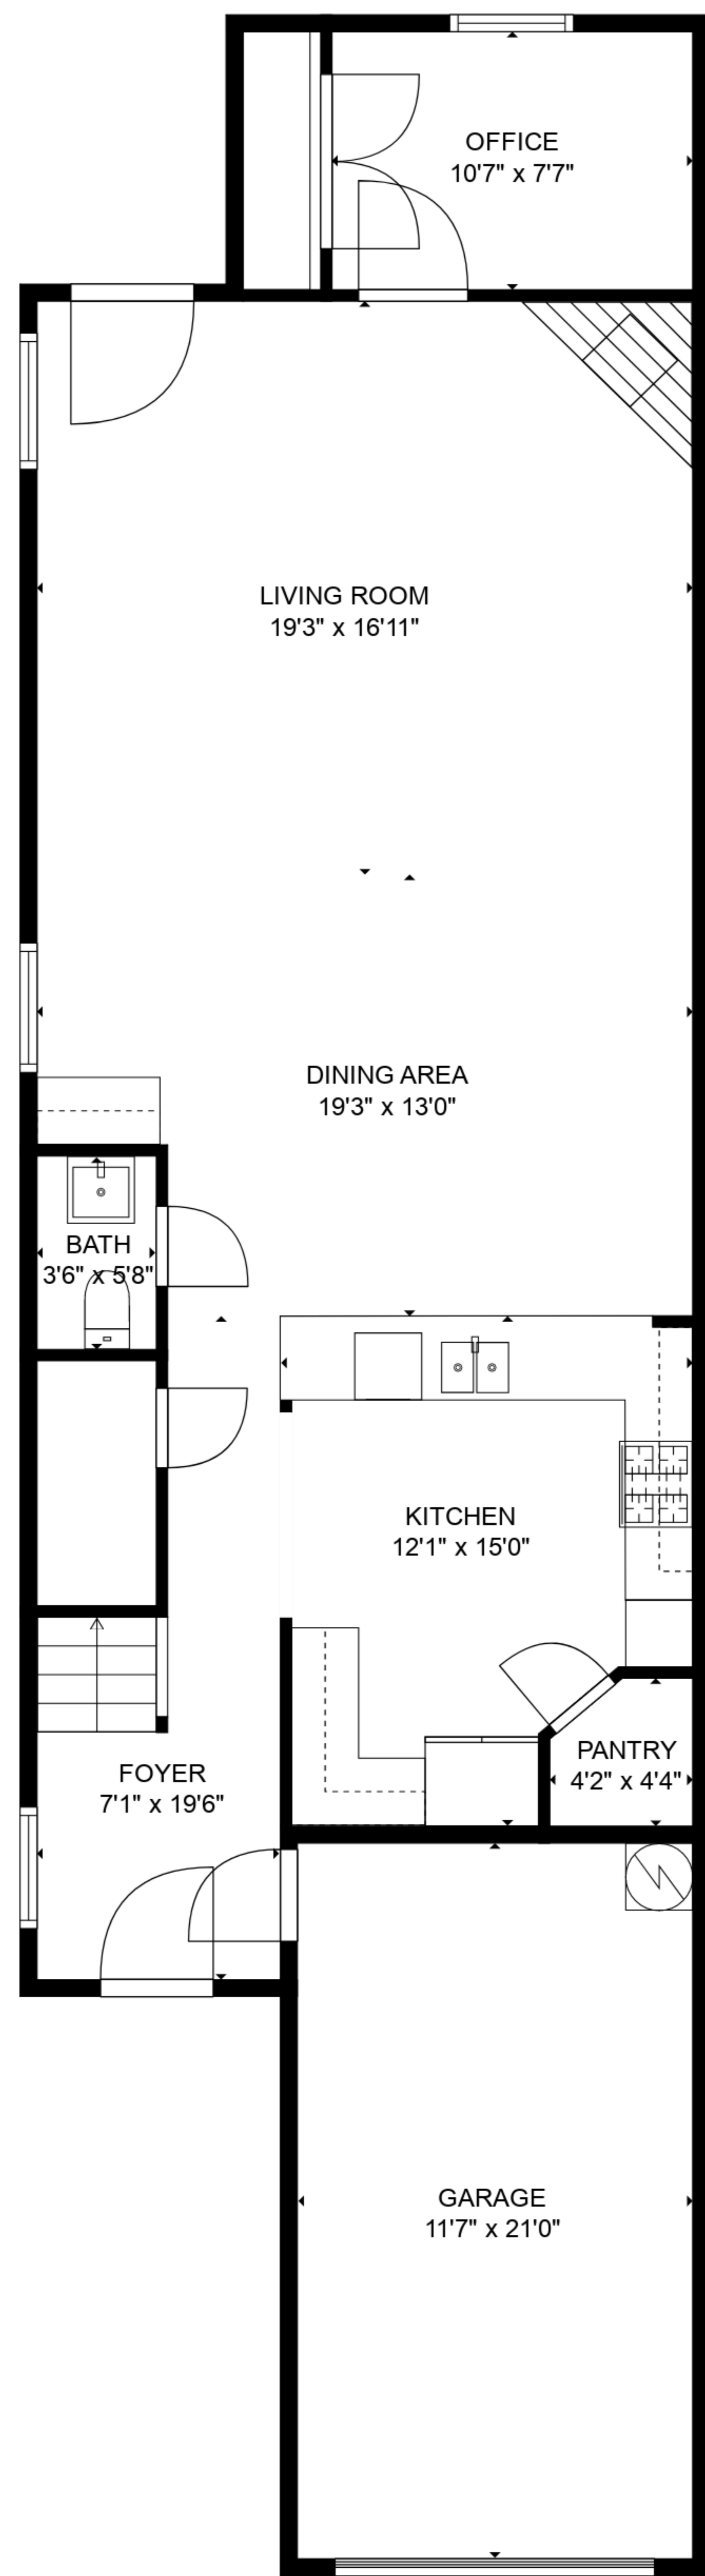 OFFICE
10'7" x 7'7"
LIVING ROOM
19'3" x 16'11"
DINING AREA
19'3" x 13'0"
BATH
3'6" x 5'8"
KITCHEN
12'1" x 15'0"
PANTRY
4'2" x 4'4"
FOYER
7'1" x 19'6"
GARAGE
11'7" x 21'0"